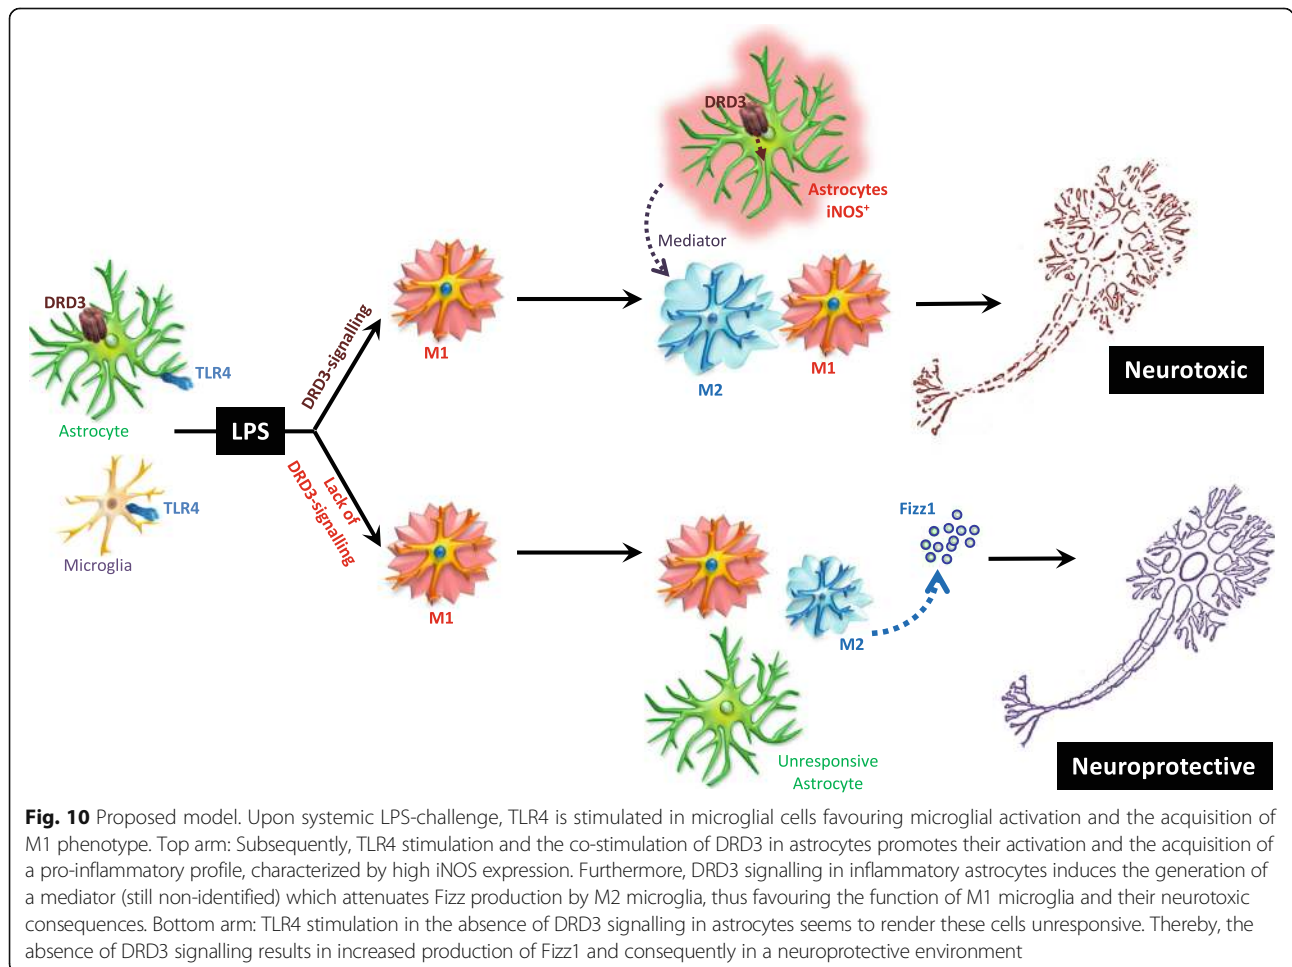 DRD3
Astrocytes
iNOS⁺
Mediator
M2
M1
M1
DRD3-signalling
Neurotoxic
DRD3
TLR4
Astrocyte
LPS
TLR4
Microglia
Lack of
DRD3-signalling
M1
Fizz1
M2
Unresponsive
Astrocyte
Neuroprotective
Fig. 10 Proposed model. Upon systemic LPS-challenge, TLR4 is stimulated in microglial cells favouring microglial activation and the acquisition of
M1 phenotype. Top arm: Subsequently, TLR4 stimulation and the co-stimulation of DRD3 in astrocytes promotes their activation and the acquisition of
a pro-inflammatory profile, characterized by high iNOS expression. Furthermore, DRD3 signalling in inflammatory astrocytes induces the generation of
a mediator (still non-identified) which attenuates Fizz production by M2 microglia, thus favouring the function of M1 microglia and their neurotoxic
consequences. Bottom arm: TLR4 stimulation in the absence of DRD3 signalling in astrocytes seems to render these cells unresponsive. Thereby, the
absence of DRD3 signalling results in increased production of Fizz1 and consequently in a neuroprotective environment